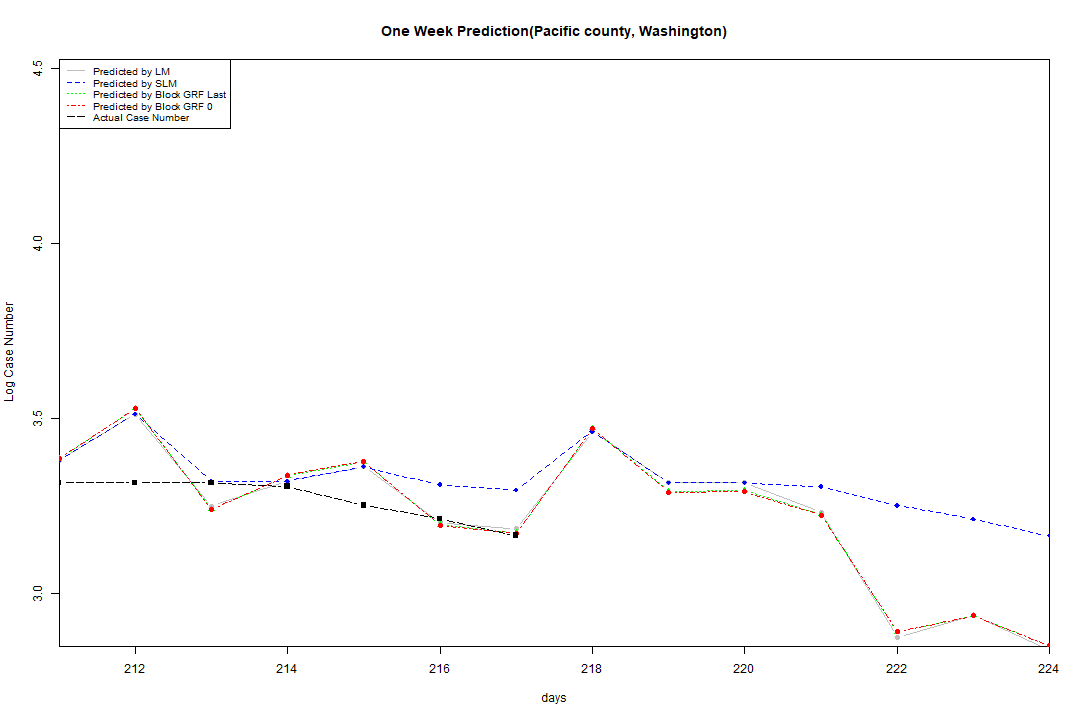 One Week Prediction(Pacific county, Washington)
Predicted by LM
Predicted by SLM
Predicted by Block GRF Last
Predicted by Block GRF 0
Actual Case Number
4.5
4.0
3.5
3.0
Log Case Number
212
214
216
218
220
222
224
days